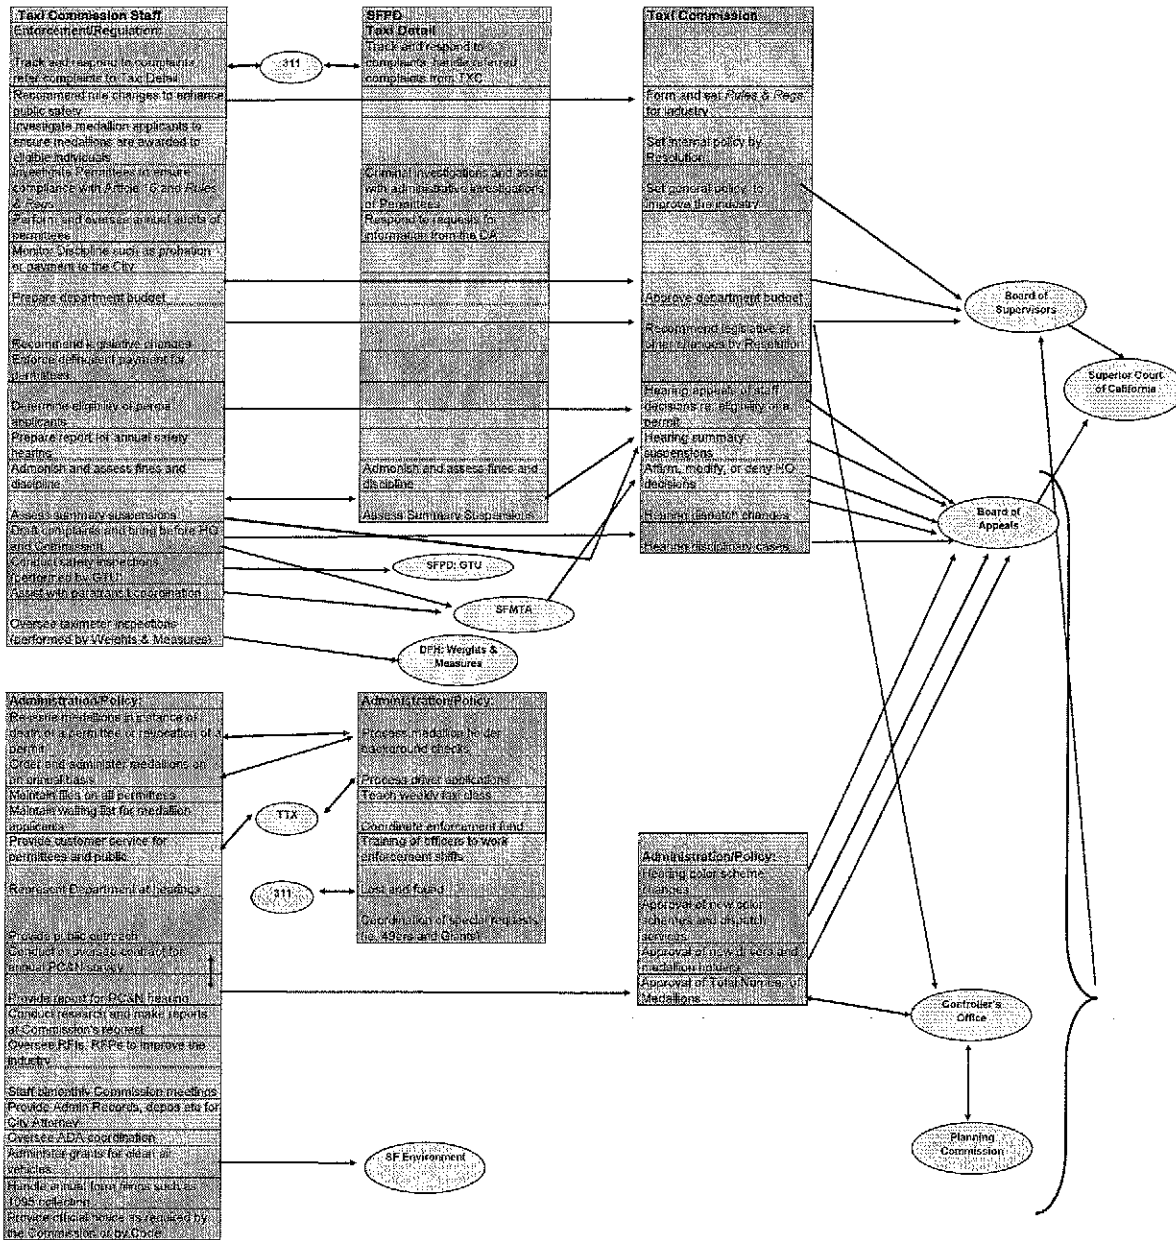 Taxi Commission Staff
Enforcement/Regulation:
Track and respond to complaints,
refer complaints to Taxi Detail
Recommend rule changes to enhance
public safety
Investigate medallion applicants to
ensure medallions are awarded to
eligible individuals
Investigate Permittees to ensure
compliance with Article 16 and Rules
& Regs
Perform and oversee annual audits of
permittees
Monitor Discipline such as probation
or payment to the City
Prepare department budget
Recommend legislative changes
Enforce delinquent payment for
permittees
Determine eligibility of permit
applicants
Prepare report for annual safety
hearing
Admonish and assess fines and
discipline
Assess summary suspensions
Draft complaints and bring before HO
and Commission
Conduct safety inspections
(performed by GTU)
Assist with paratransit coordination
Oversee taximeter inspections
(performed by Weights & Measures)
311
SFPD
Taxi Detail
Track and respond to
complaints, handle referred
complaints from TXC
Criminal investigations and assist
with administrative investigations
of Permittees
Respond to requests for
information from the DA
Admonish and assess fines and
discipline
Assess Summary Suspensions
SFPD: GTU
SFMTA
DPH: Weights &
Measures
Taxi Commission
Form and set Rules & Regs
for industry
Set internal policy by
Resolution
Set general policy, to
improve the industry
Approve department budget
Recommend legislative or
other changes by Resolution
Hearing appeals of staff
decisions re: eligibility of a
permit
Hearing summary
suspensions
Affirm, modify, or deny HO
decisions
Hearing dispatch changes
Hearing disciplinary cases
Board of
Supervisors
Superior Court
of California
Board of
Appeals
Administration/Policy:
Re-issue medallions in instance of
death of a permittee or revocation of a
permit
Order and administer medallions on
an annual basis
Maintain files on all permittees
Maintain waiting list for medallion
applicants
Provide customer service for
permittees and public
Represent Department at hearings
Provide public outreach
Conduct or oversee contract for
annual PC&N survey
Provide report for PC&N hearing
Conduct research and make reports
at Commission's request
Oversee RFIs, RFPs to improve the
industry
Staff bimonthly Commission meetings
Provide Admin Records, depos etc for
City Attorney
Oversee ADA coordination
Administer grants for clean air
vehicles
Handle annual form items such as
1095 collection
Provide official notice as required by
the Commission or by Code
TTX
311
Administration/Policy:
Process medallion holder
background checks
Process driver applications
Teach weekly taxi class
Coordinate enforcement fund
Training of officers to work
enforcement shifts
Lost and found
Coordination of special requests
(ie. 49ers and Giants)
SF Environment
Administration/Policy:
Hearing color scheme
changes
Approval of new color
schemes and dispatch
services
Approval of new drivers and
medallion holders
Approval of Total Number of
Medallions
Controller's
Office
Planning
Commission